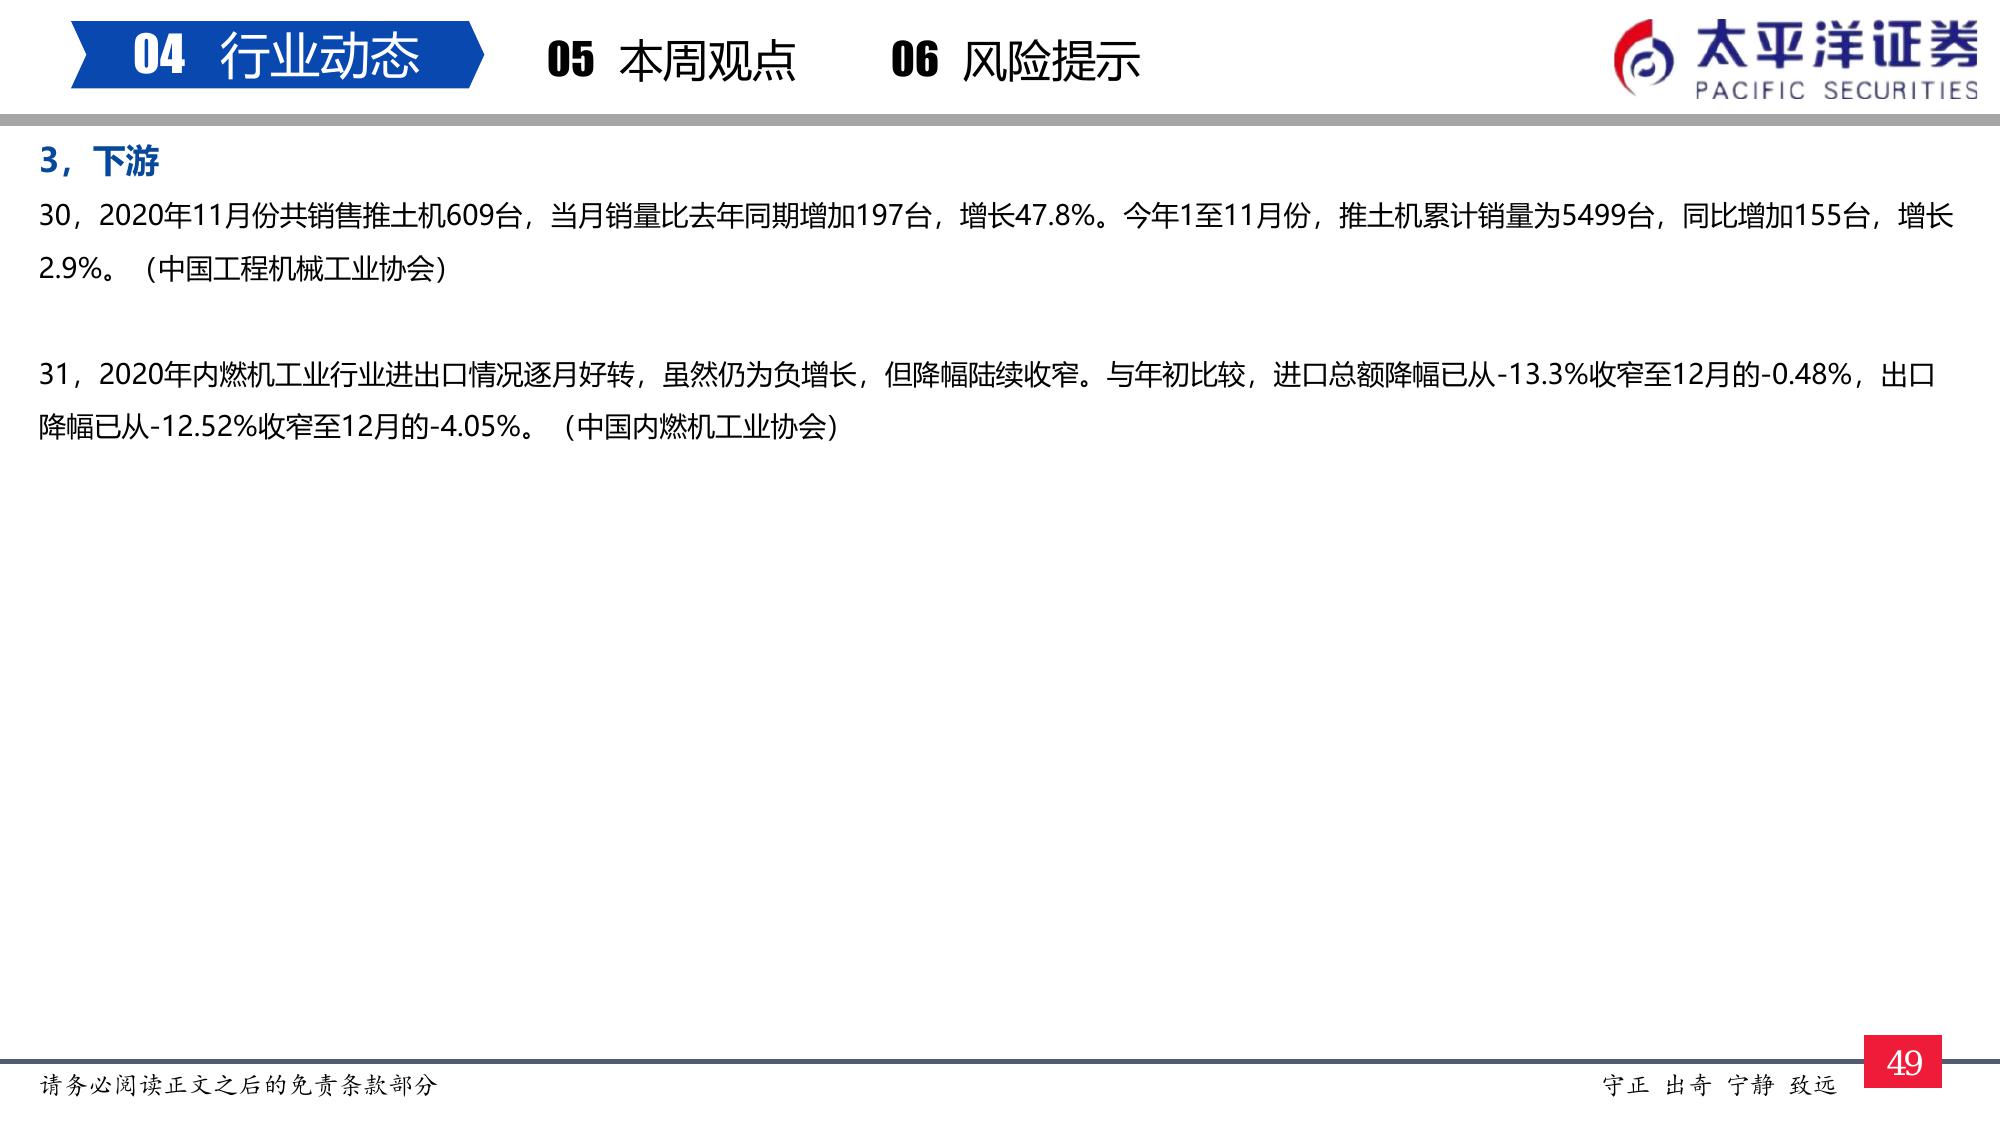 04 行业动态 05 本周观点 06 风险提示
太平洋证券
PACIFIC SECURITIES
3，下游
30，2020年11月份共销售推土机609台，当月销量比去年同期增加197台，增长47.8%。今年1至11月份，推土机累计销量为5499台，同比增加155台，增长
2.9%。（中国工程机械工业协会）
31，2020年内燃机工业行业进出口情况逐月好转，虽然仍为负增长，但降幅陆续收窄。与年初比较，进口总额降幅已从-13.3%收窄至12月的-0.48%，出口
降幅已从-12.52%收窄至12月的-4.05%。（中国内燃机工业协会）
请务必阅读正文之后的免责条款部分
守正 出奇 宁静 致远
49